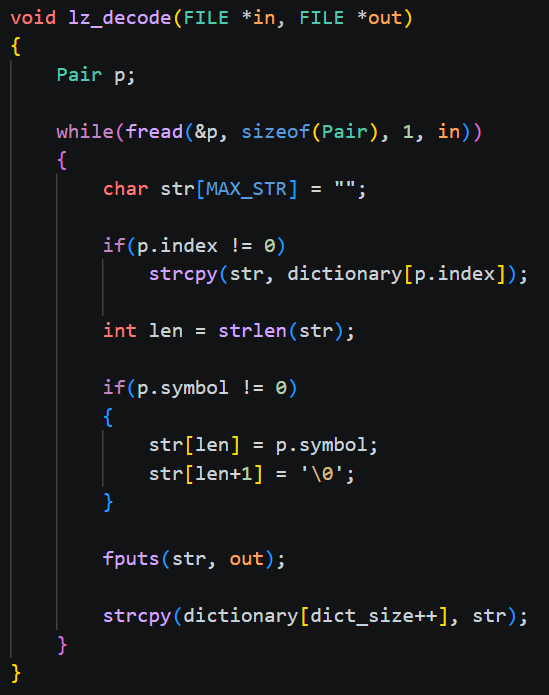 void lz_decode(FILE *in, FILE *out)
{
    Pair p;

    while(fread(&p, sizeof(Pair), 1, in))
    {
        char str[MAX_STR] = "";

        if(p.index != 0)
            strcpy(str, dictionary[p.index]);

        int len = strlen(str);

        if(p.symbol != 0)
        {
            str[len] = p.symbol;
            str[len+1] = '\0';
        }

        fputs(str, out);

        strcpy(dictionary[dict_size++], str);
    }
}